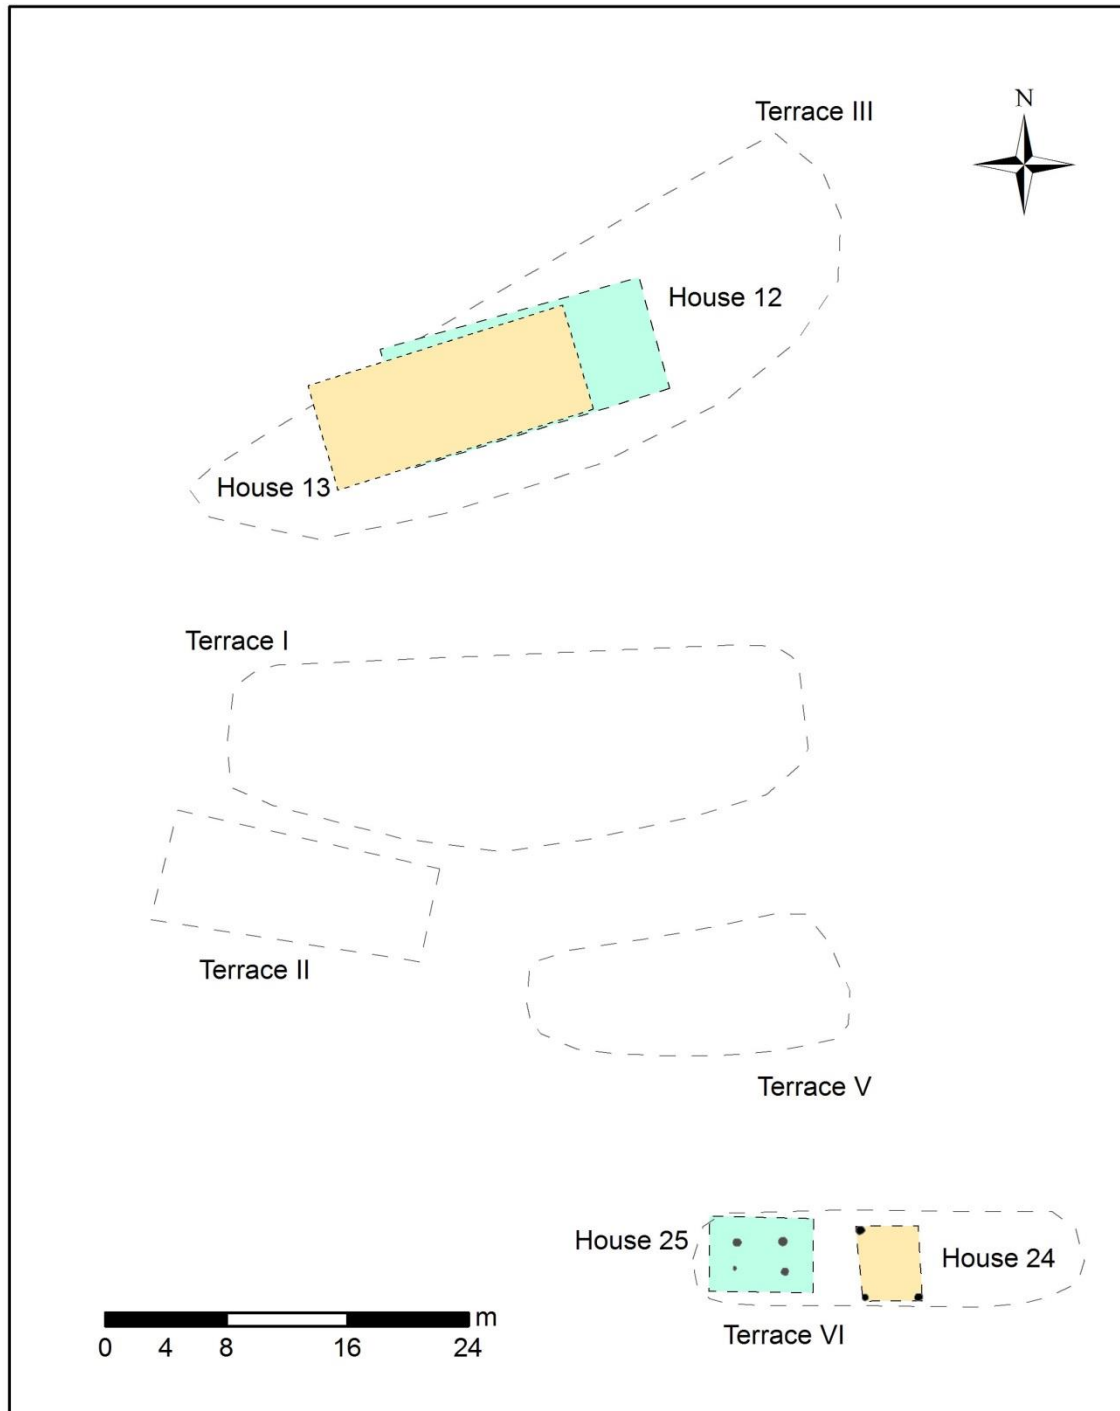 Terrace III
N
House 12
House 13
Terrace I
Terrace II
Terrace V
House 25
House 24
Terrace VI
m
0 4 8 16 24